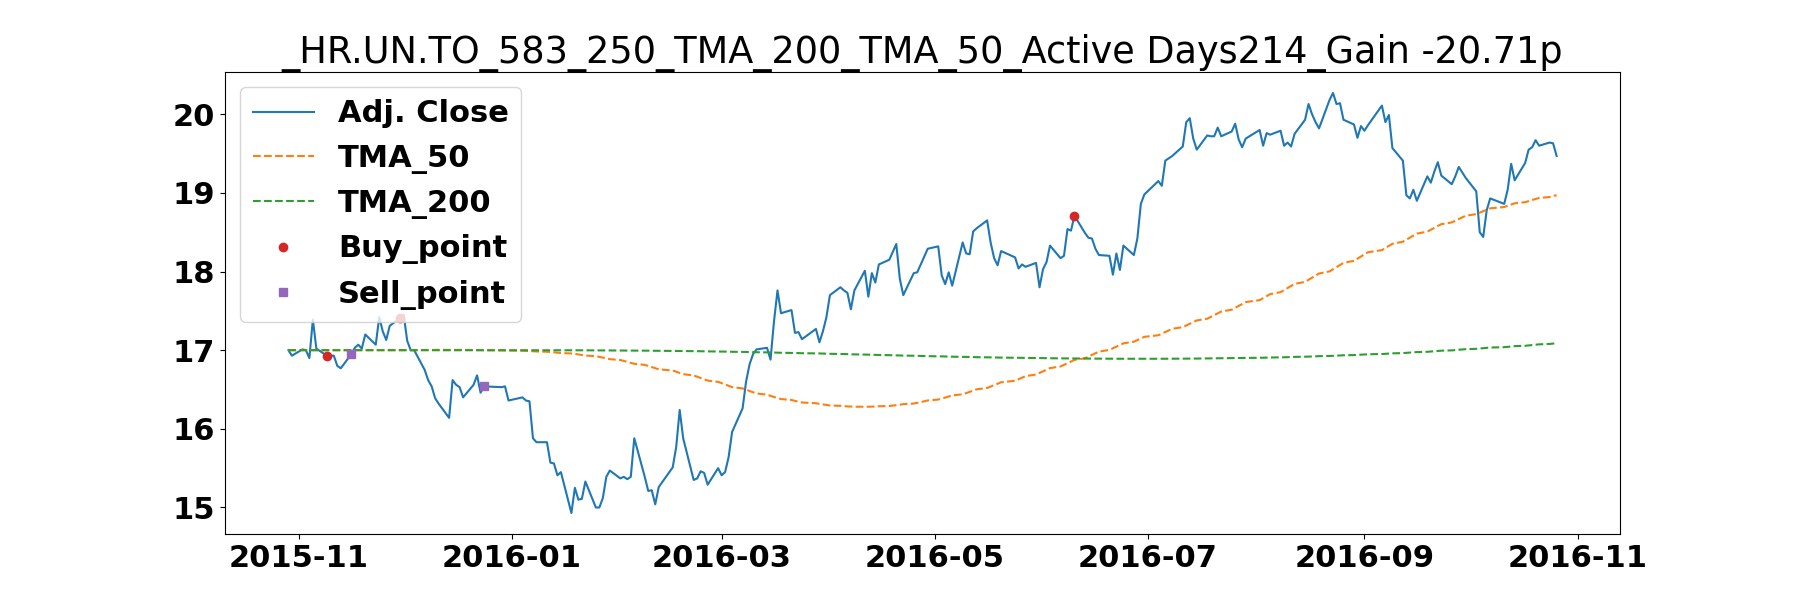 _HR.UN.TO_583_250_TMA_200_TMA_50_Active Days214_Gain -20.71p
Adj. Close
TMA_50
TMA_200
Buy_point
Sell_point
20
19
18
17
16
15
2015-11 2016-01 2016-03 2016-05 2016-07 2016-09 2016-11